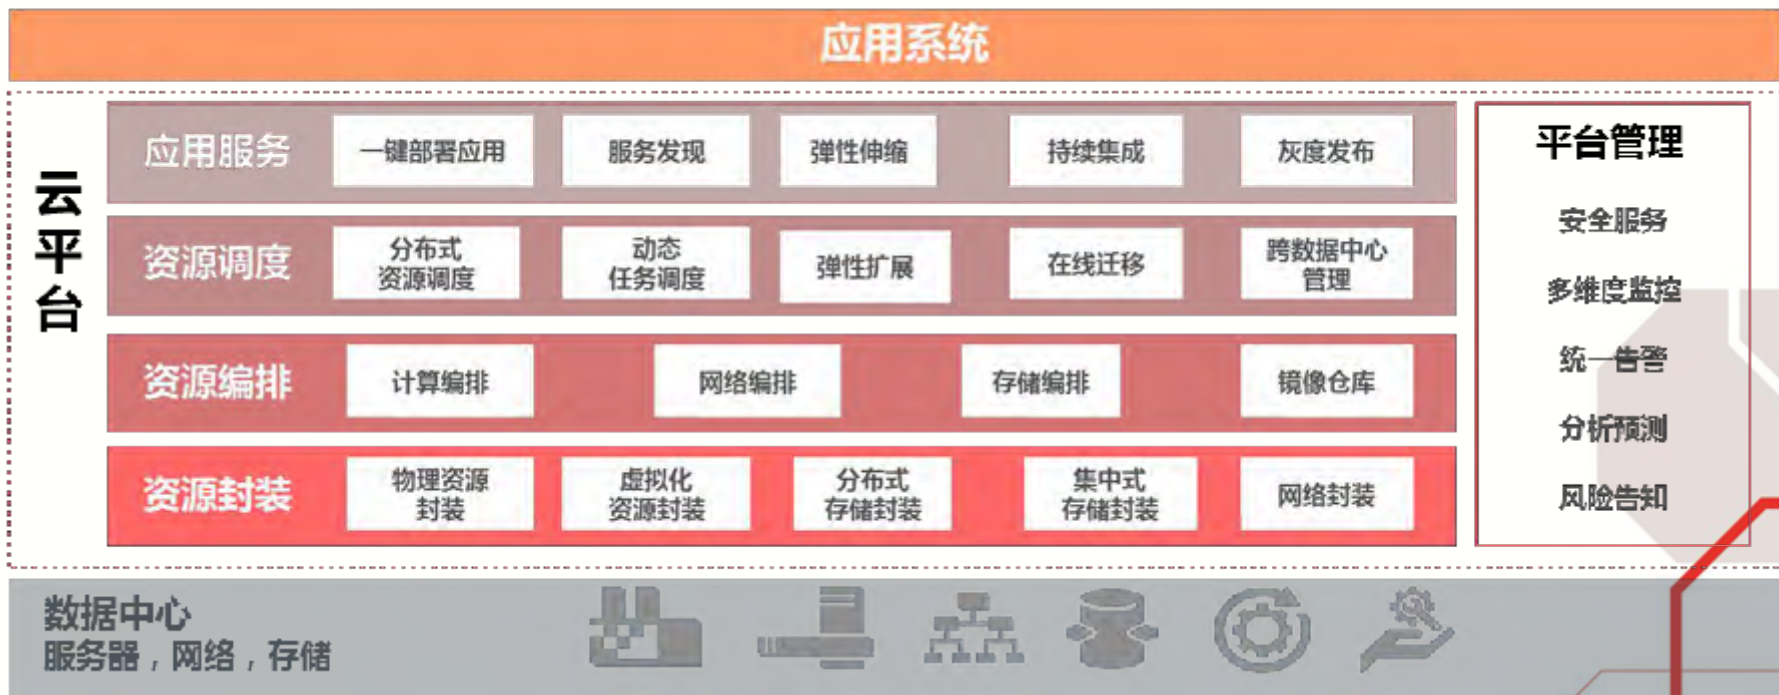 应用系统
云平台
应用服务
一键部署应用
服务发现
弹性伸缩
持续集成
灰度发布
资源调度
分布式
资源调度
动态
任务调度
弹性扩展
在线迁移
跨数据中心
管理
资源编排
计算编排
网络编排
存储编排
镜像仓库
资源封装
物理资源
封装
虚拟化
资源封装
分布式
存储封装
集中式
存储封装
网络封装
平台管理
安全服务
多维度监控
统一告警
分析预测
风险告知
数据中心
服务器，网络，存储